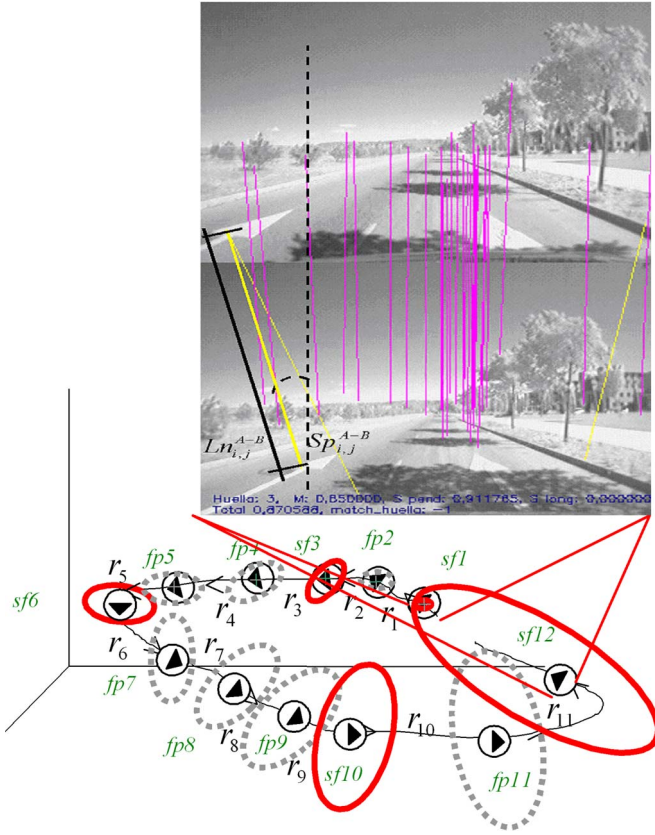 Ln i,j A-B
Sp i,j A-B
Huella: 3, M: 0,850000, S pend: 0,911765, S long: 0,000000
Total 0,870588, match_huella: -1
sf1
fp2
sf3
fp4
fp5
sf6
r1
r2
r3
r4
r5
r6
r7
fp7
sf12
r11
r10
fp8
r8
fp9
r9
sf10
fp11